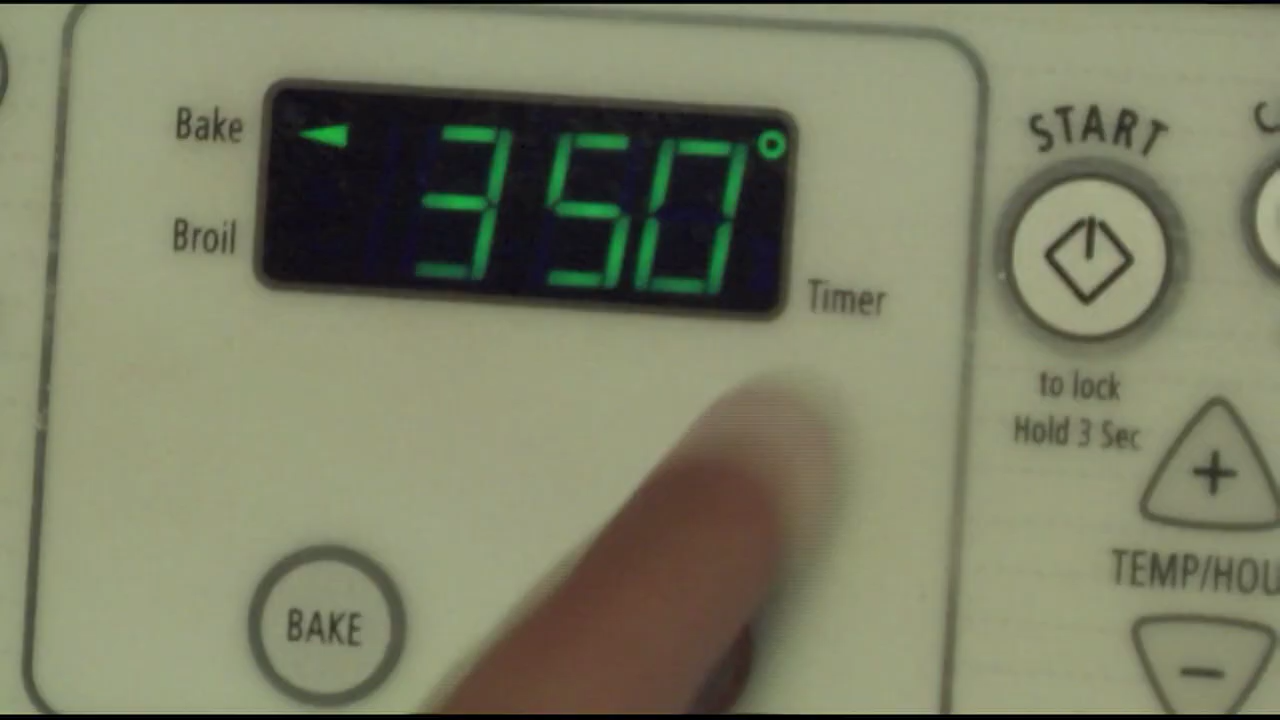 Bake
350°
Broil
Timer
START
to lock
Hold 3 Sec
BAKE
+
TEMP/HOU
-